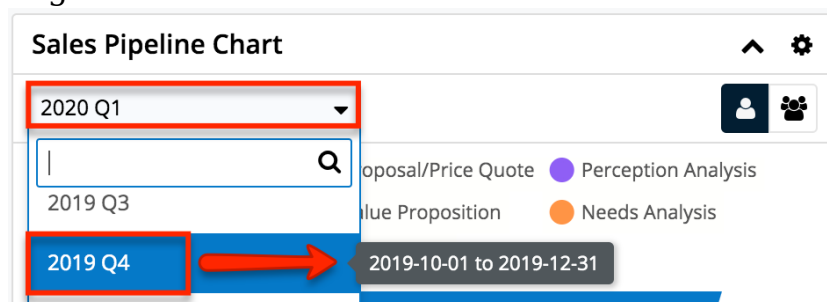 Sales Pipeline Chart
2020 Q1
oposal/Price Quote Perception Analysis
2019 Q3
lue Proposition Needs Analysis
2019 Q4 2019-10-01 to 2019-12-31